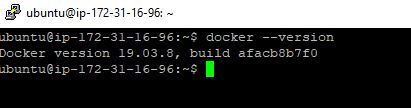 ubuntu@ip-172-31-16-96: ~
ubuntu@ip-172-31-16-96:~$ docker --version
Docker version 19.03.8, build afacb8b7f0
ubuntu@ip-172-31-16-96:~$